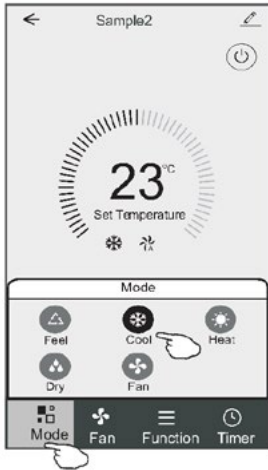 Sample2
23°C
Set Temperature
A
Mode
Feel Cool Heat
Dry Fan
Mode Fan Function Timer